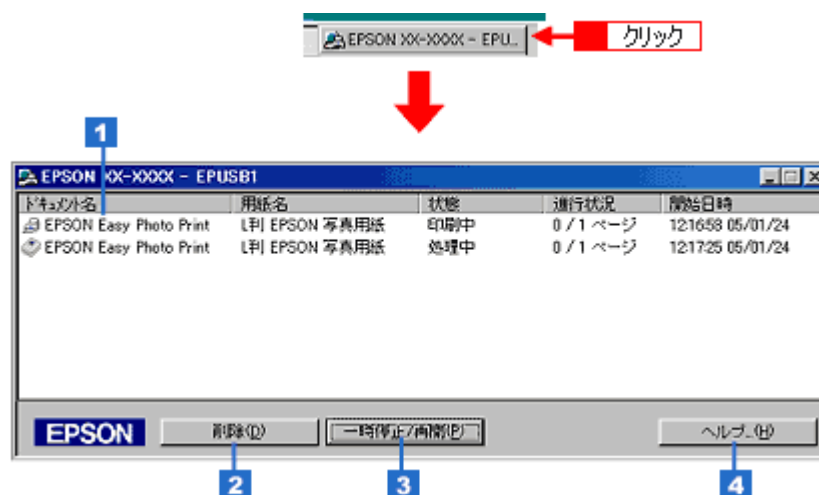 EPSON XX-XXXX - EPU...
クリック
1
EPSON XX-XXXX - EPUSB1
ドキュメント名 用紙名 状態 進行状況 開始日時
EPSON Easy Photo Print L判 EPSON 写真用紙 印刷中 0 / 1 ページ 12:16:58 05/01/24
EPSON Easy Photo Print L判 EPSON 写真用紙 処理中 0 / 1 ページ 12:17:25 05/01/24
EPSON 削除(D) 一時停止/再開(P) ヘルプ...(H)
2 3 4